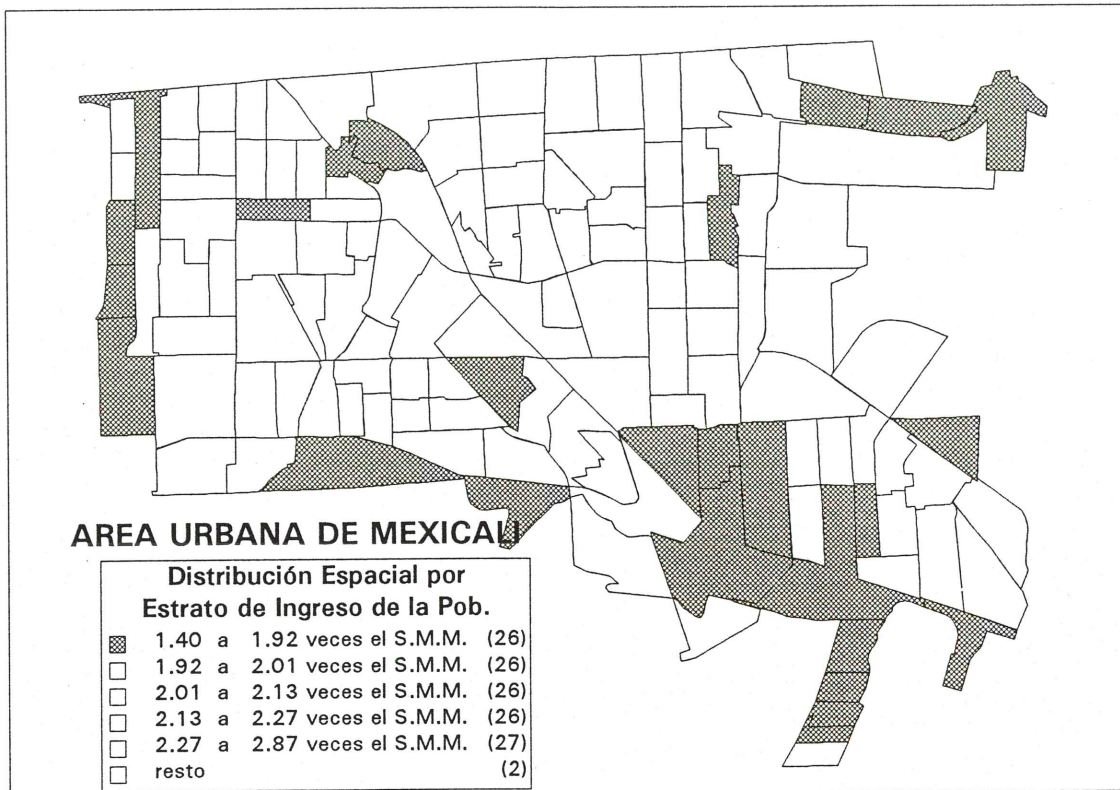 AREA URBANA DE MEXICALI
Distribución Espacial por
Estrato de Ingreso de la Pob.
1.40 a 1.92 veces el S.M.M. (26)
1.92 a 2.01 veces el S.M.M. (26)
2.01 a 2.13 veces el S.M.M. (26)
2.13 a 2.27 veces el S.M.M. (26)
2.27 a 2.87 veces el S.M.M. (27)
resto (2)